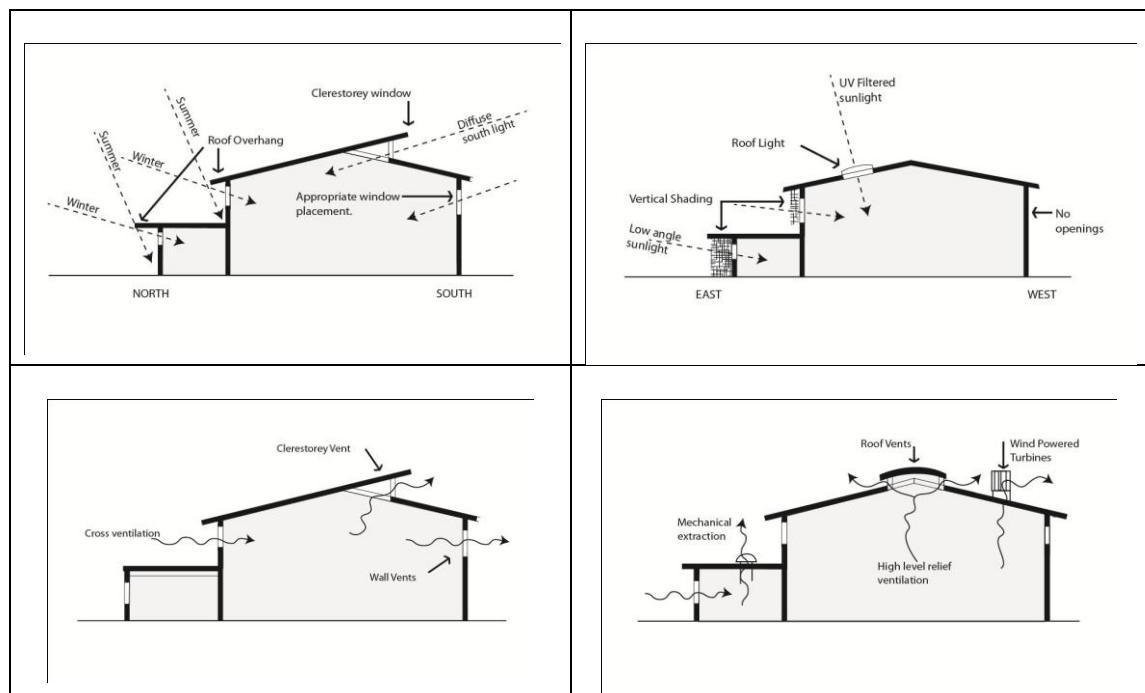 Clerestorey window
Summer
Summer
Roof Overhang
Diffuse
south light
Winter
Appropriate window
placement.
Winter
NORTH
SOUTH
UV Filtered
sunlight
Roof Light
Vertical Shading
Low angle
sunlight
No
openings
EAST
WEST
Clerestorey Vent
Cross ventilation
Wall Vents
Roof Vents
Wind Powered
Turbines
Mechanical
extraction
High level relief
ventilation